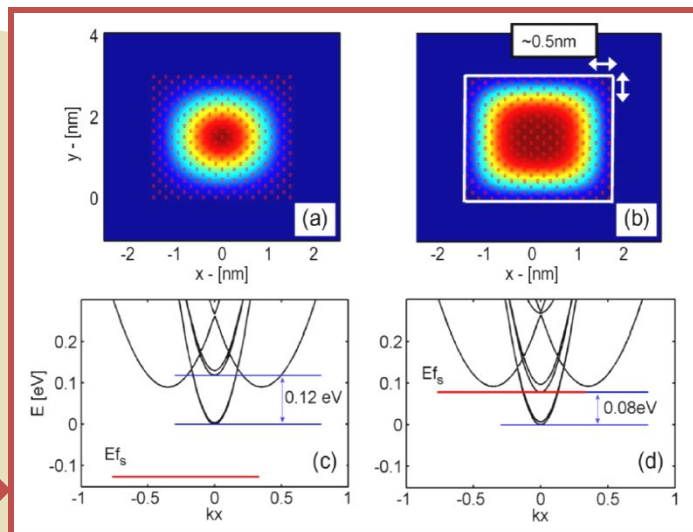 4
2
0
y - [nm]
-2 -1 0 1 2
x - [nm]
(a)
~0.5nm
-2 -1 0 1 2
x - [nm]
(b)
0.2
0.1
0
-0.1
E [eV]
0.12 eV
Ef_s
(c)
-1 -0.5 0 0.5 1
kx
0.2
0.1
0
-0.1
Ef_s
0.08eV
(d)
-1 -0.5 0 0.5 1
kx